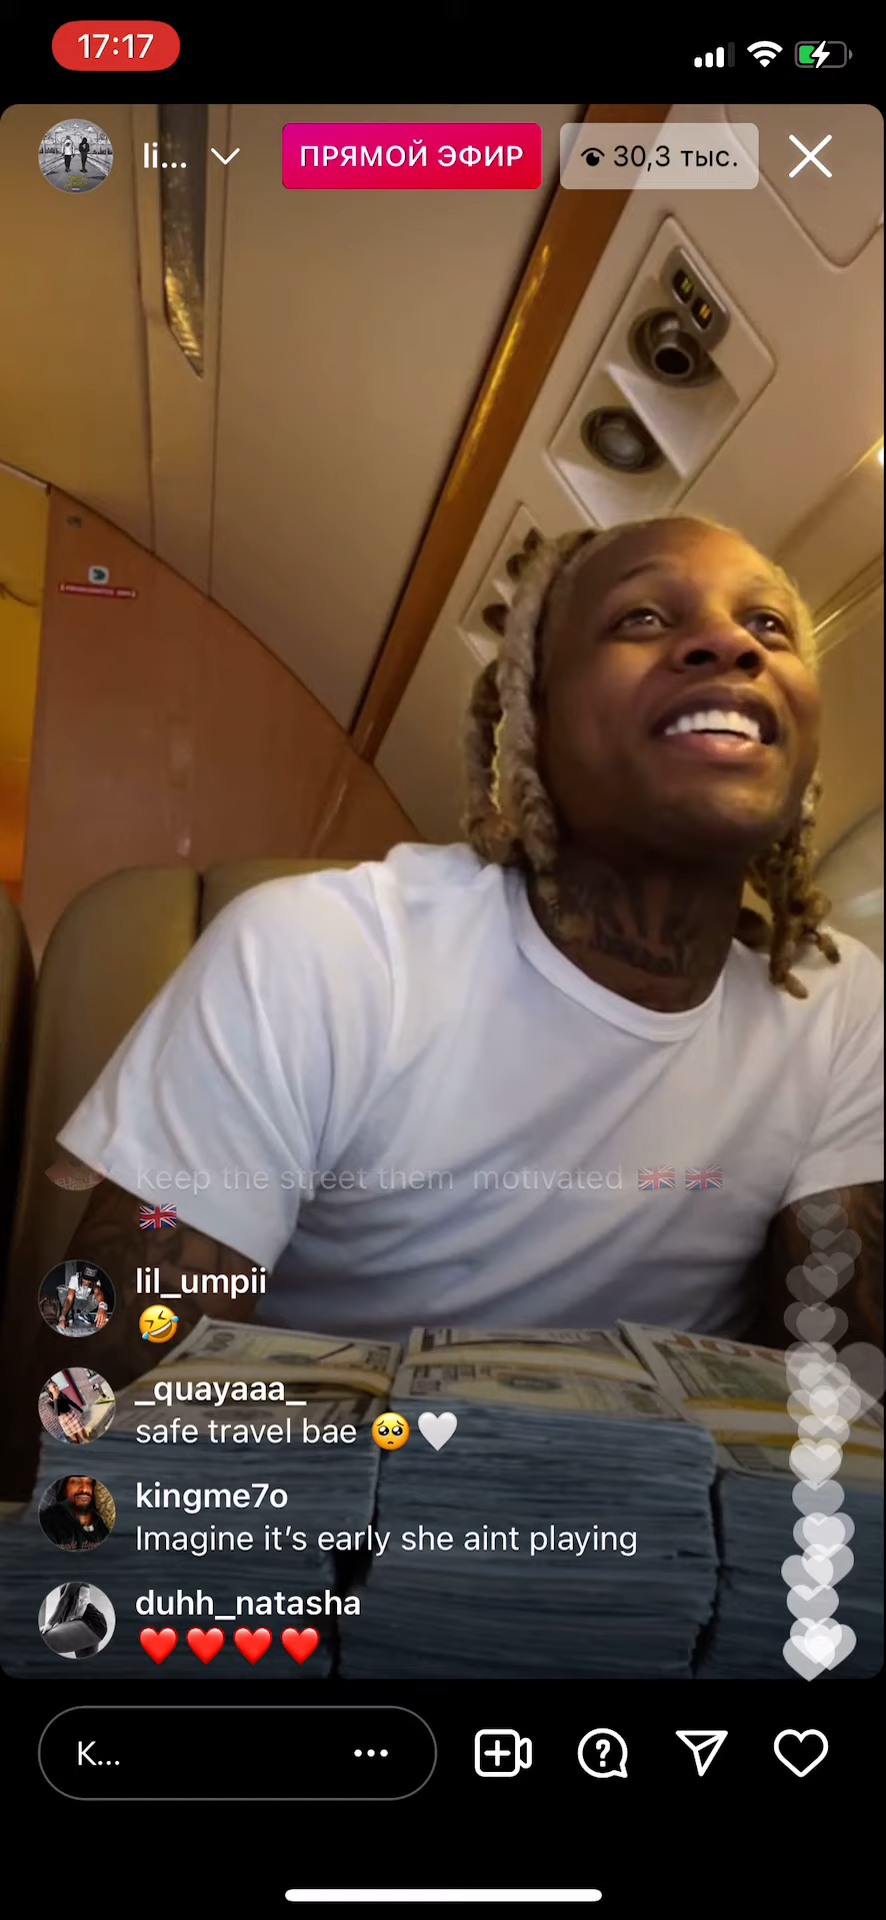 17:17
li...
ПРЯМОЙ ЭФИР
30,3 тыс.
Keep the street them motivated 🇬🇧 🇬🇧
🇬🇧
lil_umpii
🤣
_quayaaa_
safe travel bae 🥺🤍
kingme7o
Imagine it’s early she aint playing
duhh_natasha
❤️❤️❤️❤️
К...